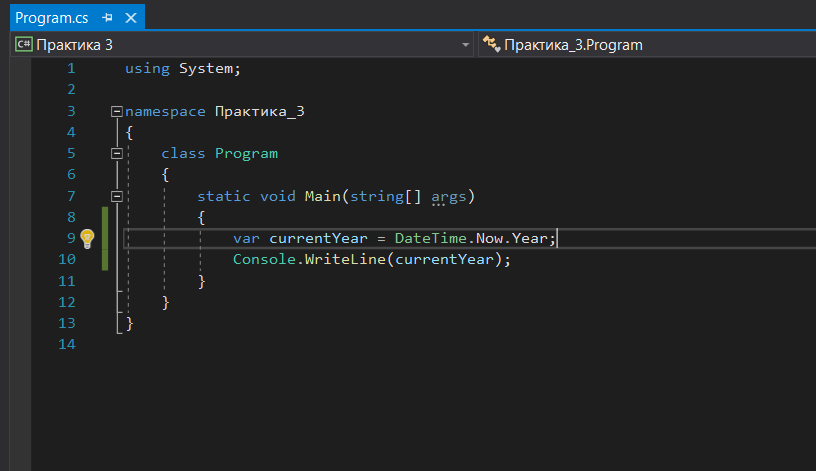 Program.cs
C# Практика 3
Практика_3.Program
1 using System;
2
3 namespace Практика_3
4 {
5 class Program
6 {
7 static void Main(string[] args)
8 {
9 var currentYear = DateTime.Now.Year;
10 Console.WriteLine(currentYear);
11 }
12 }
13 }
14